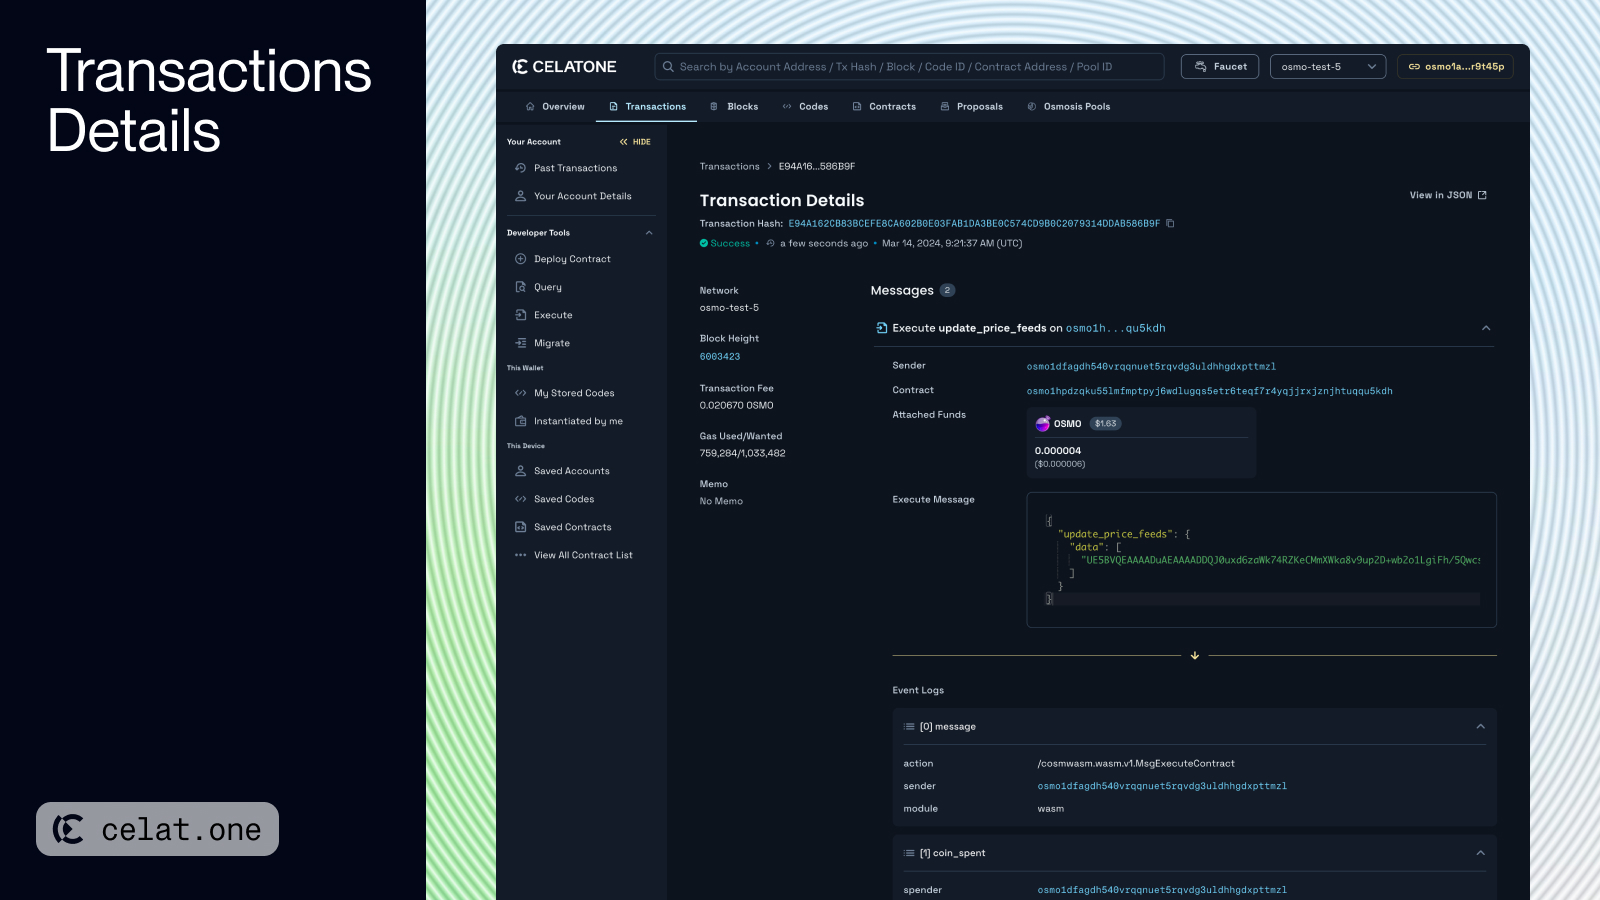 Transactions
Details
celat.one
CELATONE
Search by Account Address / Tx Hash / Block / Code ID / Contract Address / Pool ID
Faucet
osmo-test-5
osmo1a...r9t45p
Overview
Transactions
Blocks
Codes
Contracts
Proposals
Osmosis Pools
Your Account
HIDE
Past Transactions
Your Account Details
Developer Tools
Deploy Contract
Query
Execute
Migrate
This Wallet
My Stored Codes
Instantiated by me
This Device
Saved Accounts
Saved Codes
Saved Contracts
View All Contract List
Transactions > E94A16...586B9F
Transaction Details
View in JSON
Transaction Hash: E94A162CB83BCEFE8CA602B0E03FAB1DA3BE0C574CD9B0C2079314DDAB586B9F
Success • a few seconds ago • Mar 14, 2024, 9:21:37 AM (UTC)
Network
osmo-test-5
Block Height
6003423
Transaction Fee
0.020670 OSMO
Gas Used/Wanted
759,284/1,033,482
Memo
No Memo
Messages 2
Execute update_price_feeds on osmo1h...qu5kdh
Sender osmo1dfagdh540vrqqnuet5rqvdg3uldhhgdxpttmzl
Contract osmo1hpdzqku55lmfmptpyj6wdlugqs5etr6teqf7r4yqjjrxjznjhtuqqu5kdh
Attached Funds
OSMO $1.63
0.000004
($0.000006)
Execute Message
{
"update_price_feeds": {
"data": [
"UE5BVQEAAAADuAEAAAADDQJ0uxd6zaWk74RZKeCMmXWka8v9up2D+wb2o1LgiFh/5Qwcs
]
}
}
Event Logs
[0] message
action /cosmwasm.wasm.v1.MsgExecuteContract
sender osmo1dfagdh540vrqqnuet5rqvdg3uldhhgdxpttmzl
module wasm
[1] coin_spent
spender osmo1dfagdh540vrqqnuet5rqvdg3uldhhgdxpttmzl